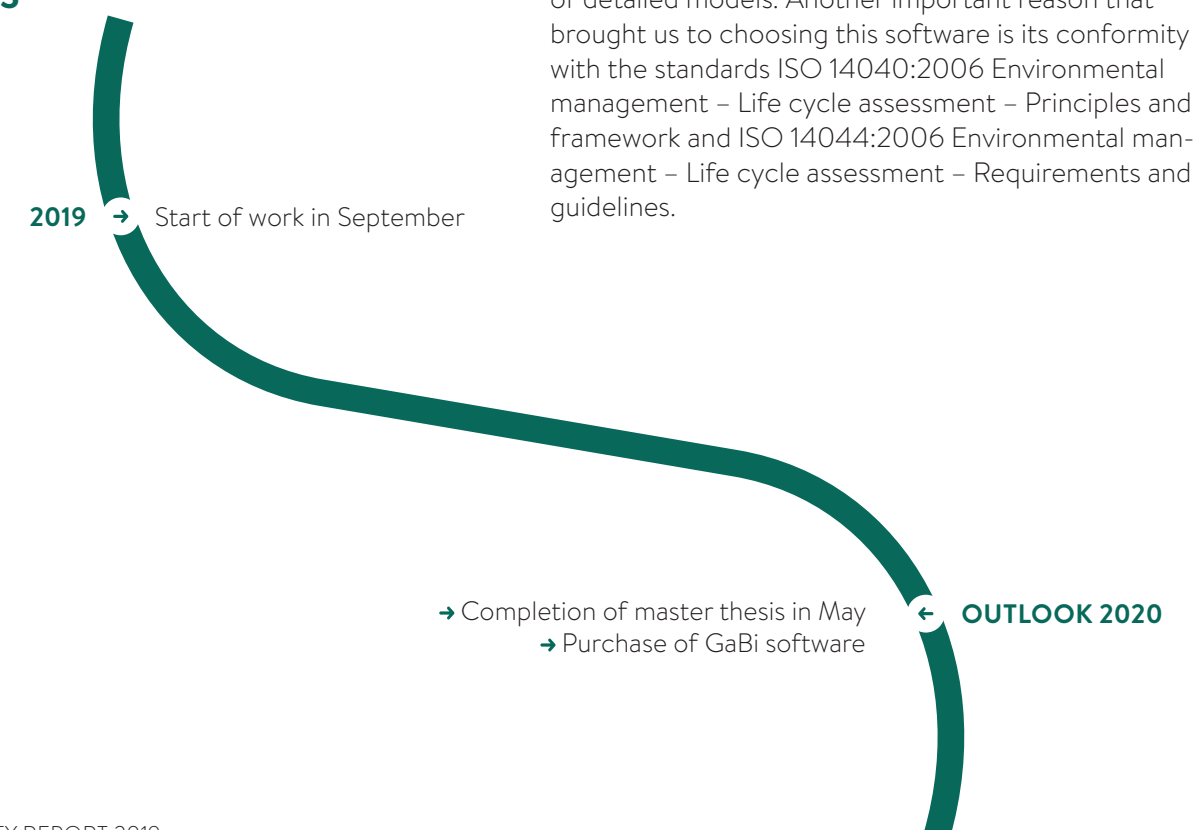 brought us to choosing this software is its conformity
with the standards ISO 14040:2006 Environmental
management – Life cycle assessment – Principles and
framework and ISO 14044:2006 Environmental man-
agement – Life cycle assessment – Requirements and
guidelines.
2019 → Start of work in September
→ Completion of master thesis in May
→ Purchase of GaBi software
← OUTLOOK 2020